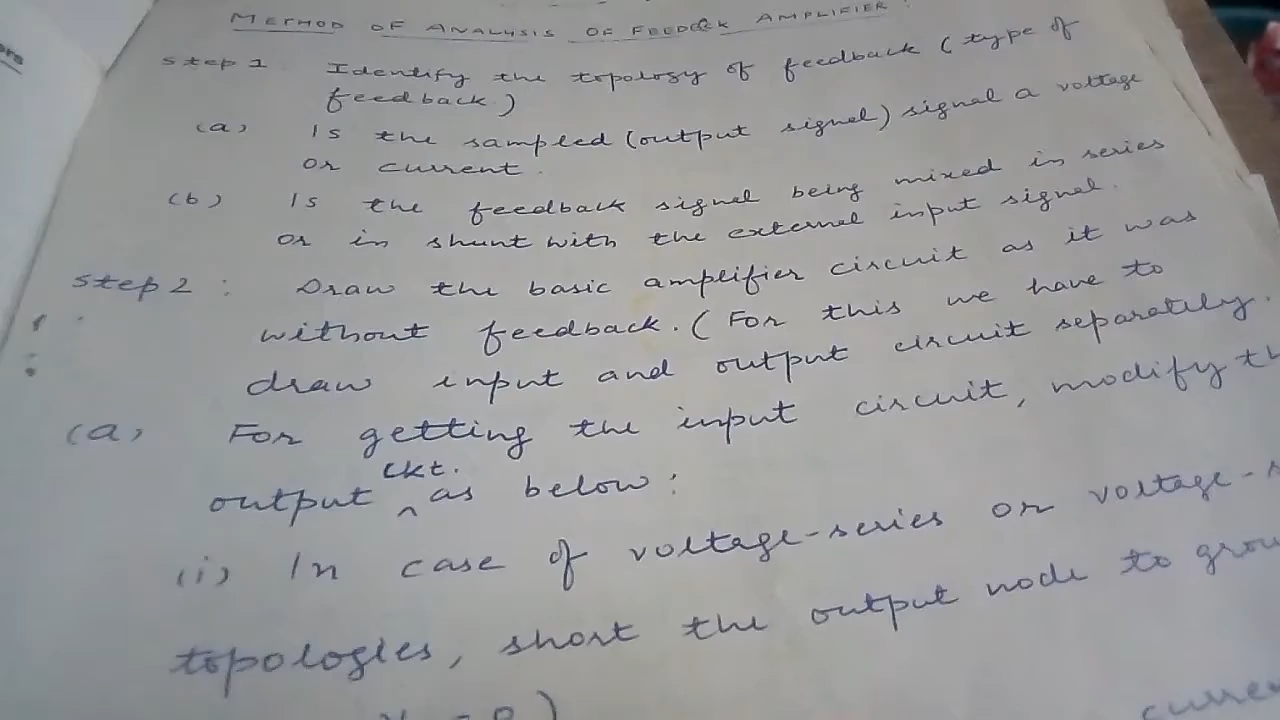 METHOD OF ANALYSIS OF FEEDBACK AMPLIFIER
step 1 Identify the topology of feedback (type of
feedback.)
(a) Is the sampled (output signal) signal a voltage
or current.
(b) Is the feedback signal being mixed in series
or in shunt with the external input signal.
step 2 : Draw the basic amplifier circuit as it was
without feedback. (For this we have to
draw input and output circuit separately.
(a) For getting the input circuit, modify
ckt.
output ^ as below:
(i) In case of voltage-series or voltage-
topologies, short the output node to